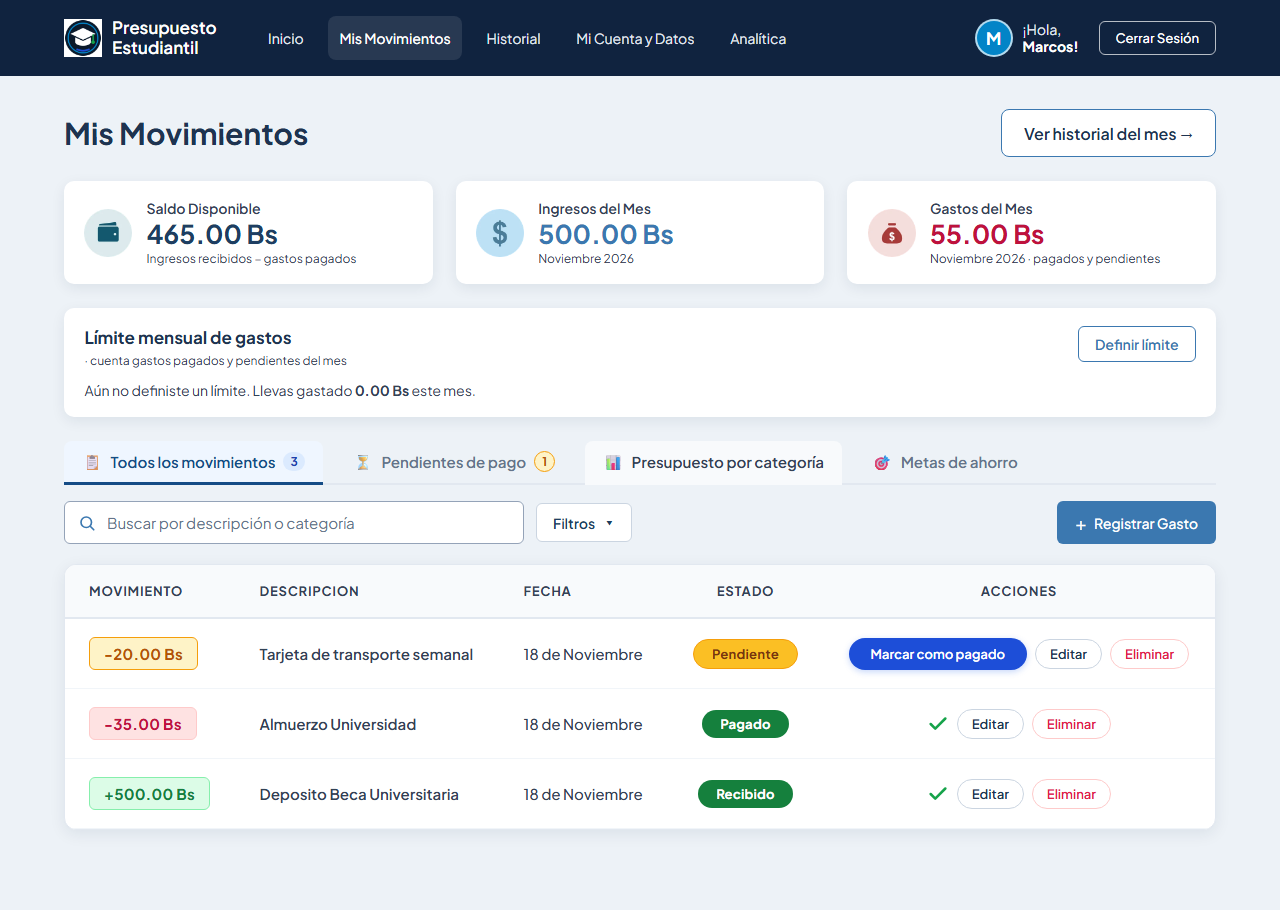 Presupuesto
Estudiantil
Inicio
Mis Movimientos
Historial
Mi Cuenta y Datos
Analítica
M
¡Hola,
Marcos!
Cerrar Sesión
Mis Movimientos
Ver historial del mes →
Saldo Disponible
465.00 Bs
Ingresos recibidos – gastos pagados
$
Ingresos del Mes
500.00 Bs
Noviembre 2026
$
Gastos del Mes
55.00 Bs
Noviembre 2026 · pagados y pendientes
Límite mensual de gastos
· cuenta gastos pagados y pendientes del mes
Definir límite
Aún no definiste un límite. Llevas gastado 0.00 Bs este mes.
Todos los movimientos 3
Pendientes de pago 1
Presupuesto por categoría
Metas de ahorro
Buscar por descripción o categoría
Filtros ▼
+ Registrar Gasto
MOVIMIENTO DESCRIPCION FECHA ESTADO ACCIONES
-20.00 Bs Tarjeta de transporte semanal 18 de Noviembre Pendiente Marcar como pagado Editar Eliminar
-35.00 Bs Almuerzo Universidad 18 de Noviembre Pagado ✓ Editar Eliminar
+500.00 Bs Deposito Beca Universitaria 18 de Noviembre Recibido ✓ Editar Eliminar